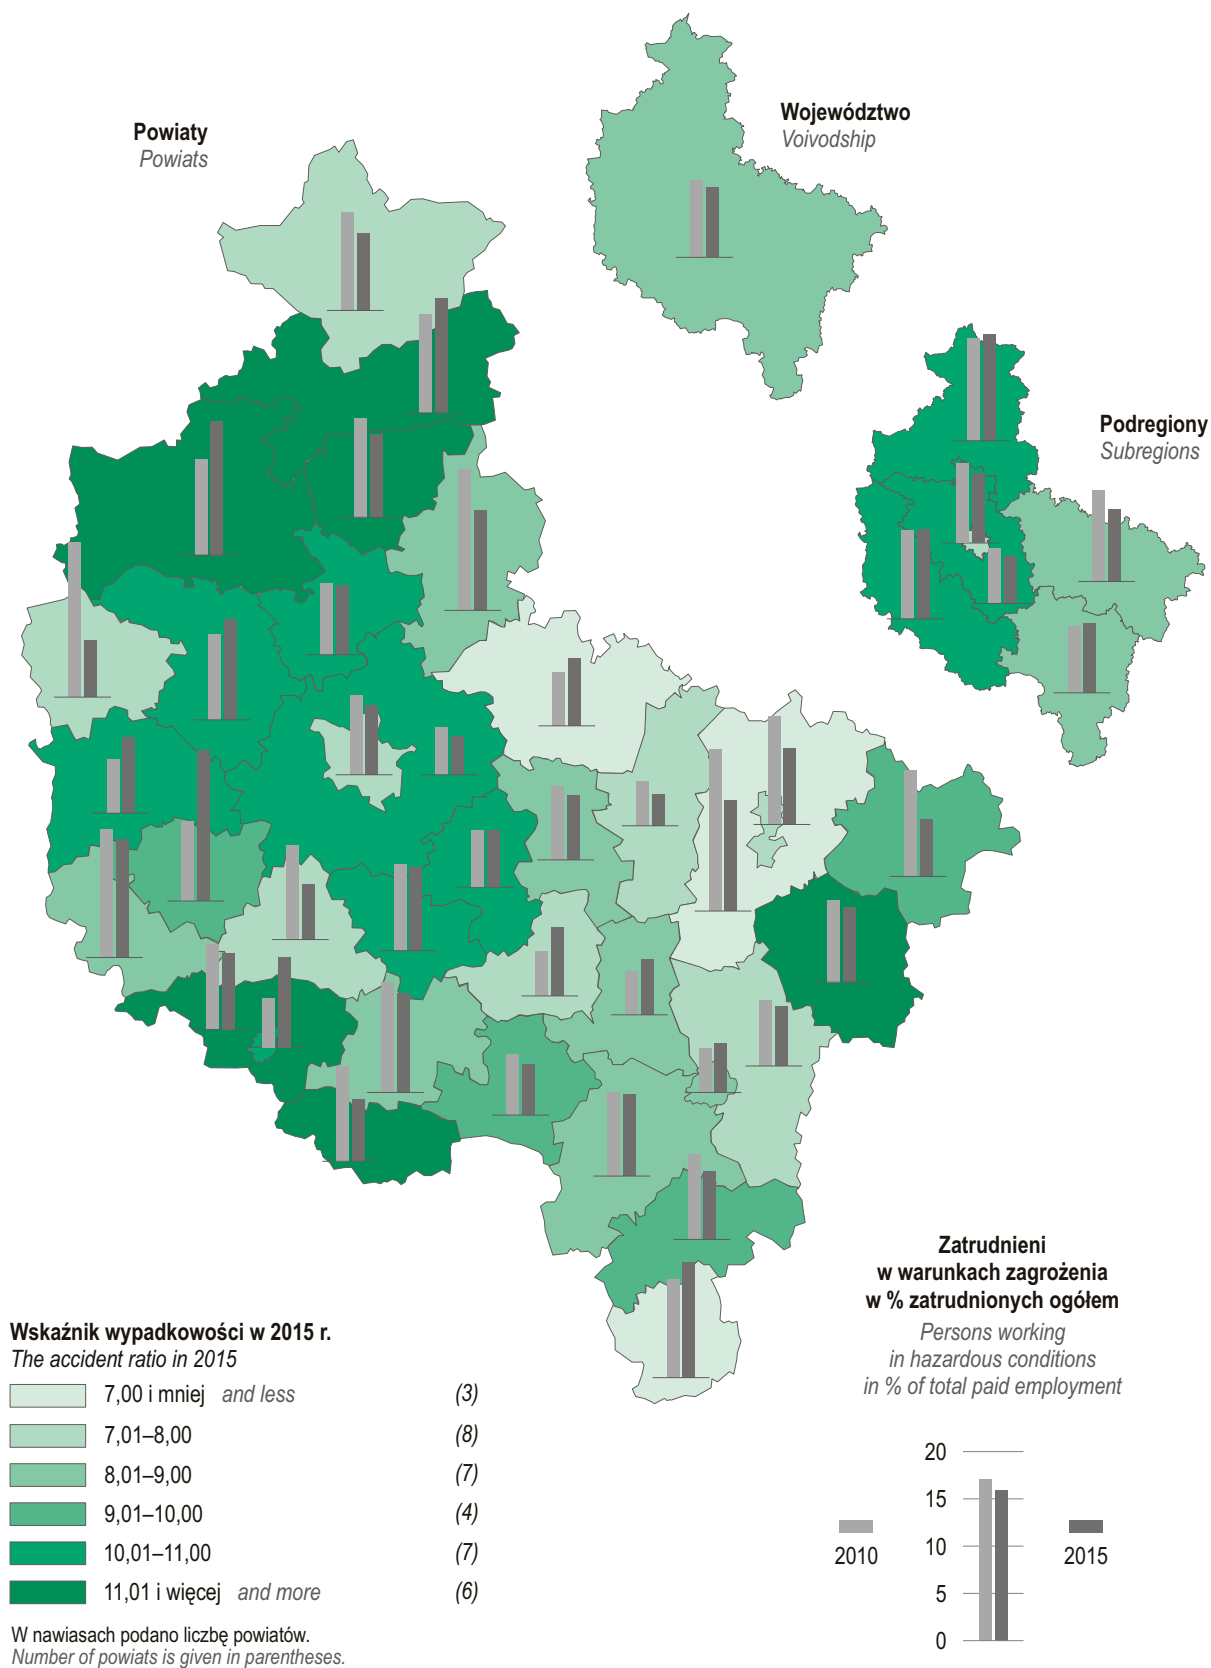 Powiaty
Powiats
Województwo
Voivodship
Podregiony
Subregions
Zatrudnieni
w warunkach zagrożenia
w % zatrudnionych ogółem
Persons working
in hazardous conditions
in % of total paid employment
20
15
10
5
0
2010
2015
Wskaźnik wypadkowości w 2015 r.
The accident ratio in 2015
7,00 i mniej and less (3)
7,01–8,00 (8)
8,01–9,00 (7)
9,01–10,00 (4)
10,01–11,00 (7)
11,01 i więcej and more (6)
W nawiasach podano liczbę powiatów.
Number of powiats is given in parentheses.